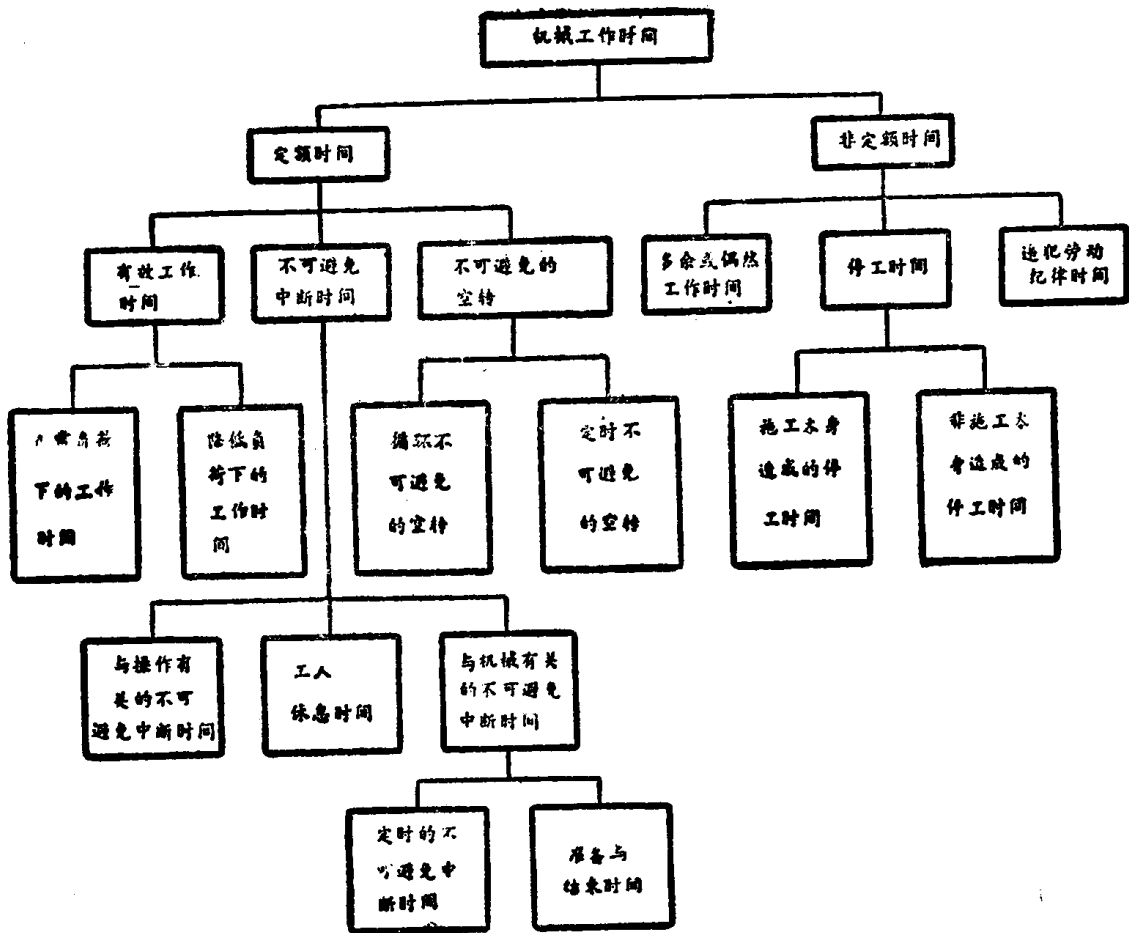 机械工作时间
定额时间
非定额时间
有效工作
时间
不可避免
中断时间
不可避免的
空转
多余或偶然
工作时间
停工时间
违犯劳动
纪律时间
负荷
下的工作
时间
降低负
荷下的
工作时
间
循环不
可避免
的空转
定时不
可避免
的空转
施工本身
造成的停
工时间
非施工本
身造成的
停工时间
与操作有
关的不可
避免中断时间
工人
休息时间
与机械有关
的不可避免
中断时间
定时的不
可避免中
断时间
准备与
结束时间